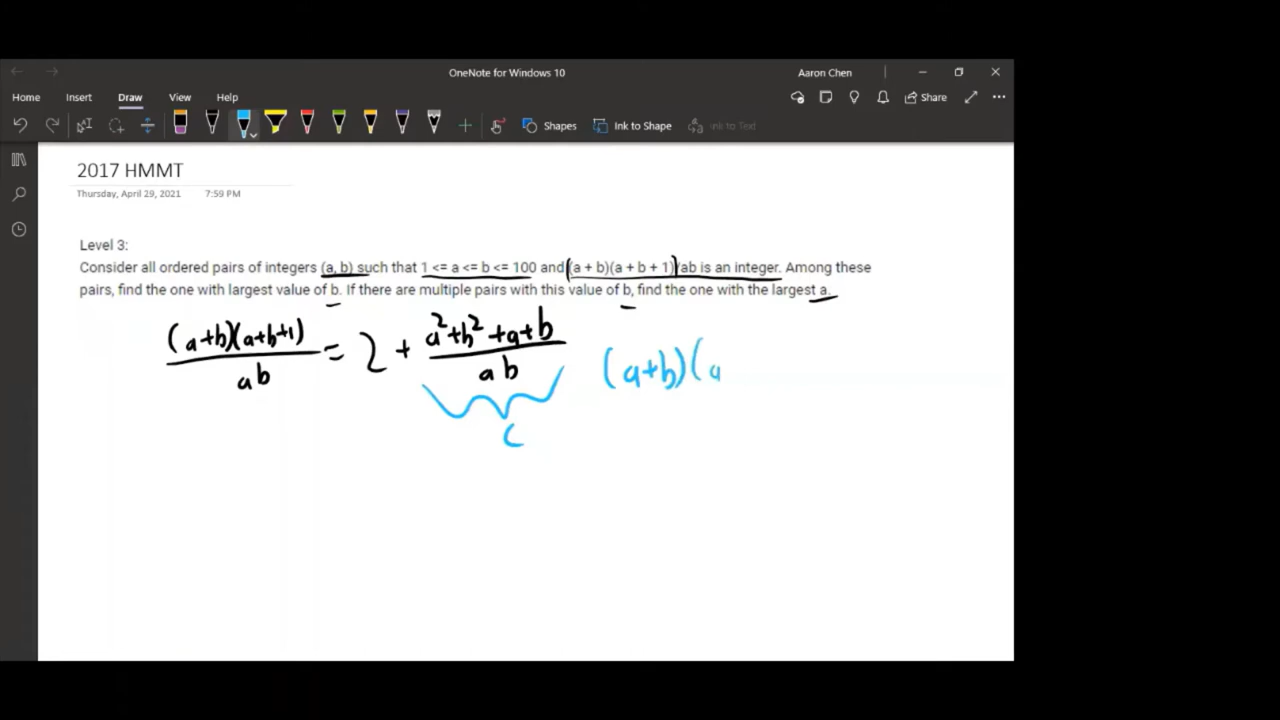 OneNote for Windows 10
Aaron Chen
Home Insert Draw View Help
Share
Shapes Ink to Shape Ink to Text
2017 HMMT
Thursday, April 29, 2021 7:59 PM
Level 3:
Consider all ordered pairs of integers (a, b) such that 1 <= a <= b <= 100 and (a + b)(a + b + 1)/ab is an integer. Among these
pairs, find the one with largest value of b. If there are multiple pairs with this value of b, find the one with the largest a.
(a+b)(a+b+1)/ab = 2 + (a²+b²+a+b)/ab (a+b)(a
C